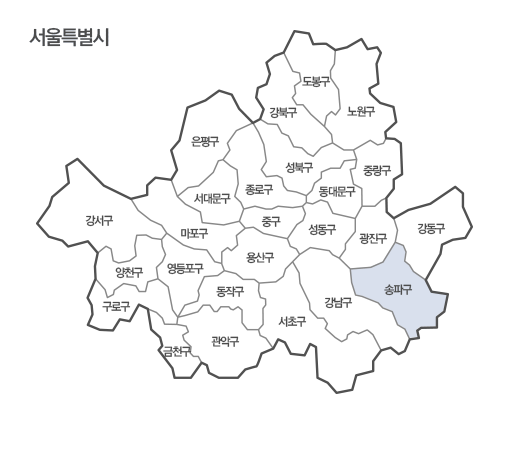 서울특별시
도봉구
강북구
노원구
은평구
성북구
중랑구
서대문구
종로구
동대문구
강서구
마포구
중구
성동구
광진구
강동구
양천구
영등포구
용산구
구로구
동작구
강남구
송파구
서초구
금천구
관악구